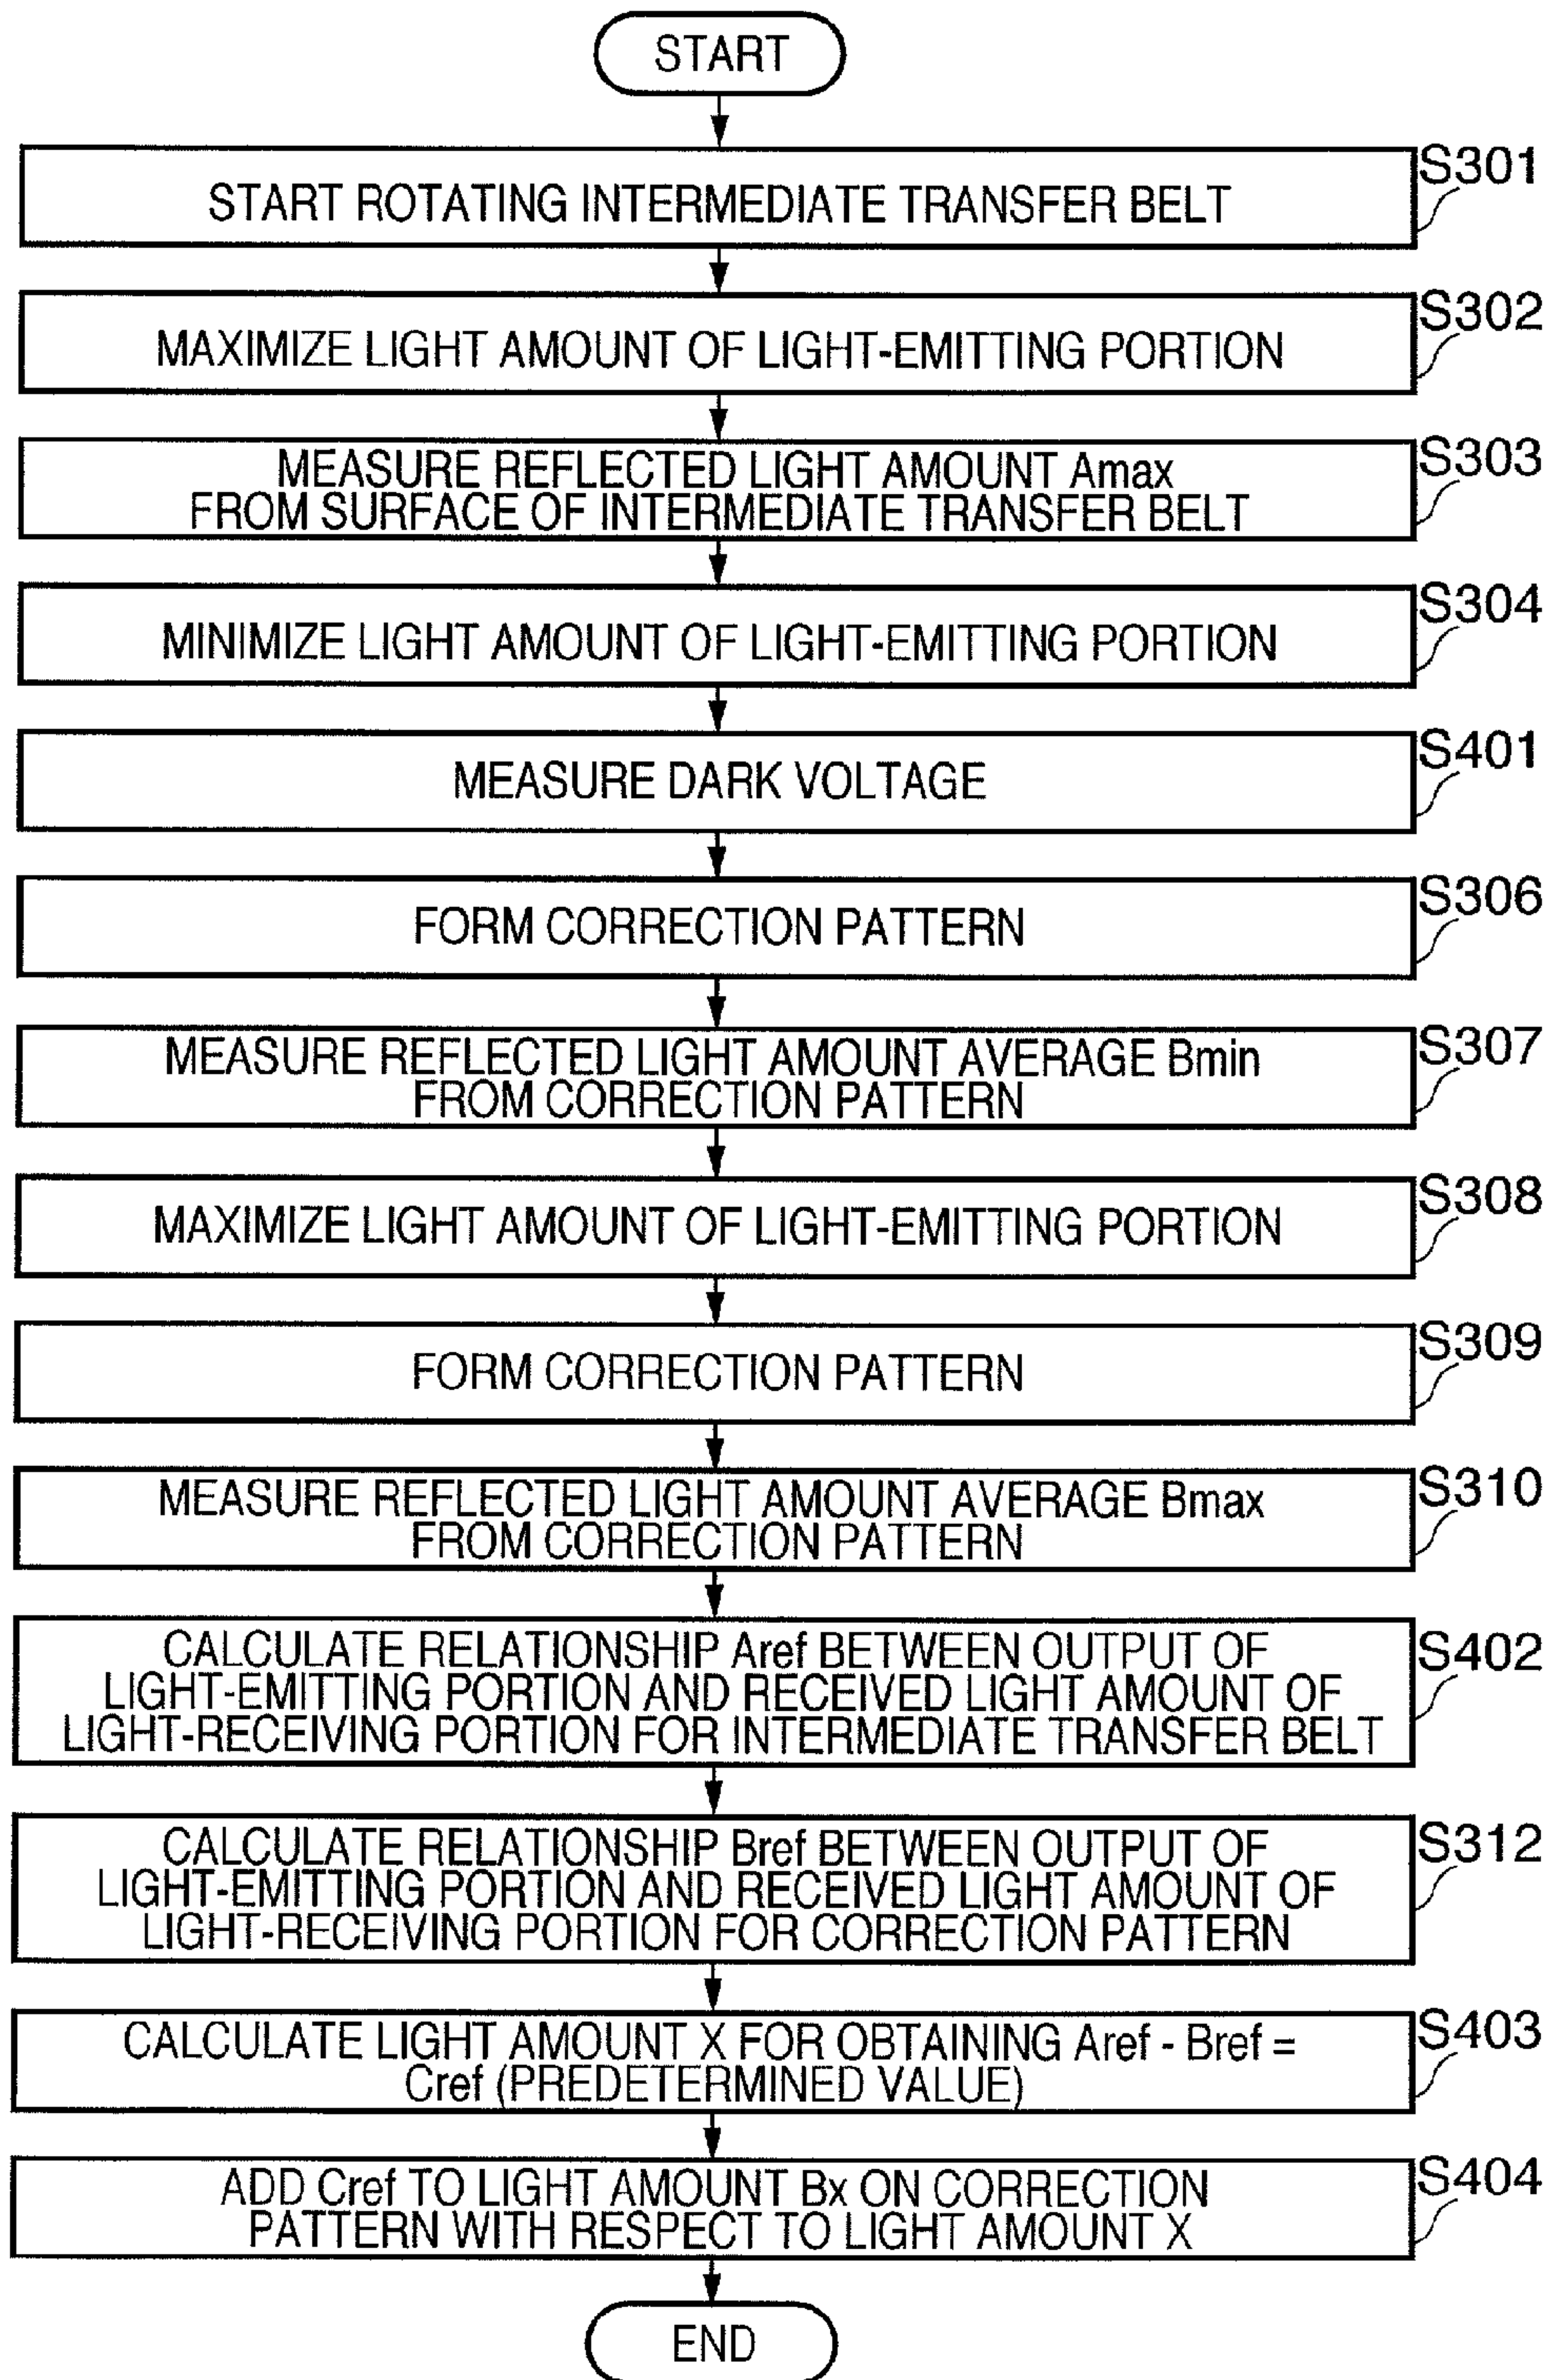 START
S301
START ROTATING INTERMEDIATE TRANSFER BELT
S302
MAXIMIZE LIGHT AMOUNT OF LIGHT-EMITTING PORTION
S303
MEASURE REFLECTED LIGHT AMOUNT Amax
FROM SURFACE OF INTERMEDIATE TRANSFER BELT
S304
MINIMIZE LIGHT AMOUNT OF LIGHT-EMITTING PORTION
S401
MEASURE DARK VOLTAGE
S306
FORM CORRECTION PATTERN
S307
MEASURE REFLECTED LIGHT AMOUNT AVERAGE Bmin
FROM CORRECTION PATTERN
S308
MAXIMIZE LIGHT AMOUNT OF LIGHT-EMITTING PORTION
S309
FORM CORRECTION PATTERN
S310
MEASURE REFLECTED LIGHT AMOUNT AVERAGE Bmax
FROM CORRECTION PATTERN
S402
CALCULATE RELATIONSHIP Aref BETWEEN OUTPUT OF
LIGHT-EMITTING PORTION AND RECEIVED LIGHT AMOUNT OF
LIGHT-RECEIVING PORTION FOR INTERMEDIATE TRANSFER BELT
S312
CALCULATE RELATIONSHIP Bref BETWEEN OUTPUT OF
LIGHT-EMITTING PORTION AND RECEIVED LIGHT AMOUNT OF
LIGHT-RECEIVING PORTION FOR CORRECTION PATTERN
S403
CALCULATE LIGHT AMOUNT X FOR OBTAINING Aref - Bref =
Cref (PREDETERMINED VALUE)
S404
ADD Cref TO LIGHT AMOUNT Bx ON CORRECTION
PATTERN WITH RESPECT TO LIGHT AMOUNT X
END